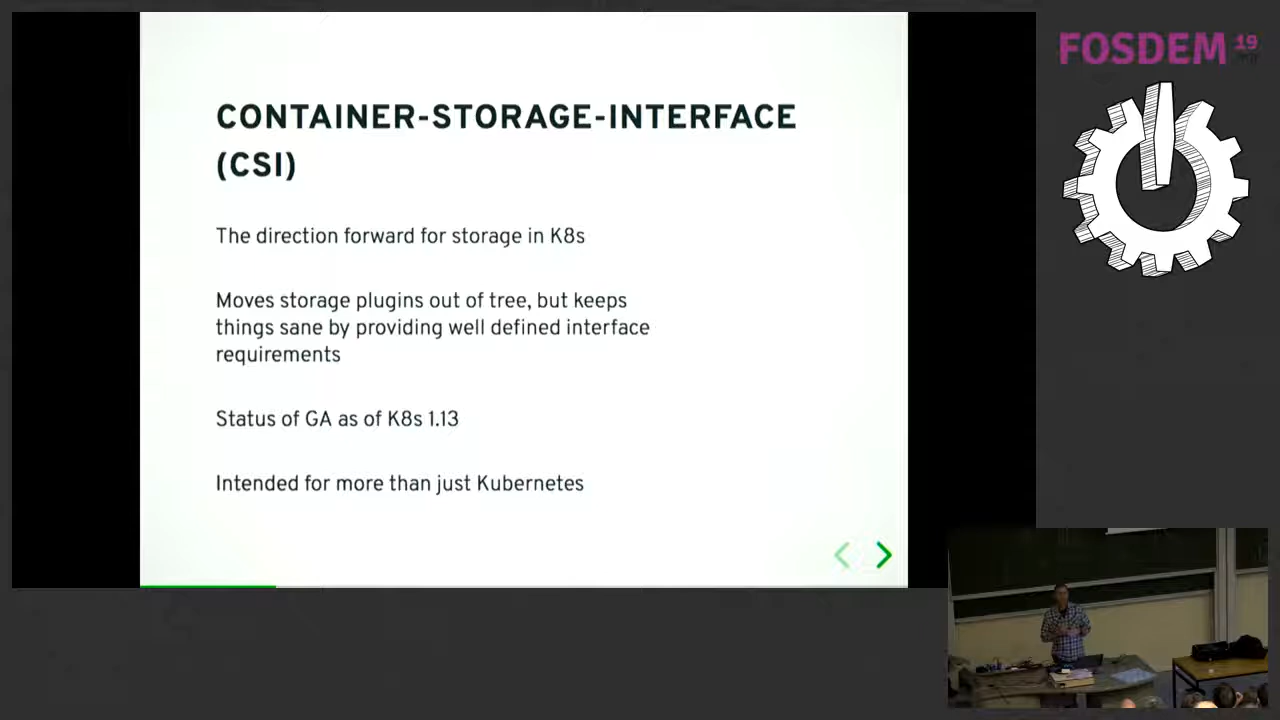 CONTAINER-STORAGE-INTERFACE
(CSI)
The direction forward for storage in K8s
Moves storage plugins out of tree, but keeps
things sane by providing well defined interface
requirements
Status of GA as of K8s 1.13
Intended for more than just Kubernetes
FOSDEM 19